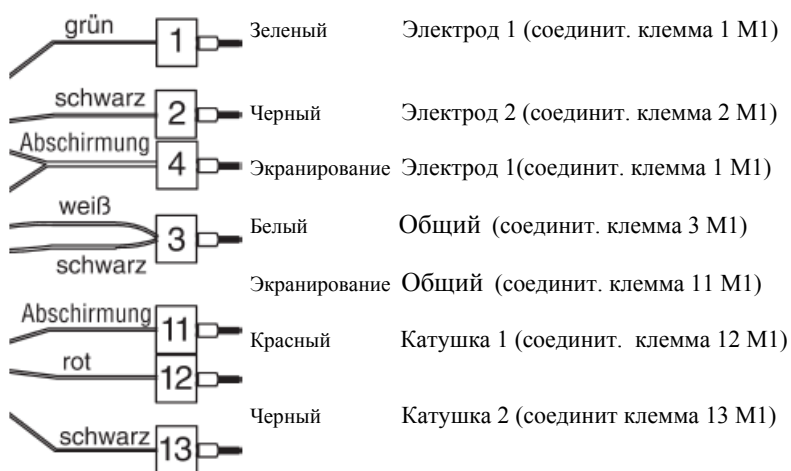 grün 1 Зеленый Электрод 1 (соединит. клемма 1 M1)
schwarz 2 Черный Электрод 2 (соединит. клемма 2 M1)
Abschirmung 4 Экранирование Электрод 1(соединит. клемма 1 M1)
weiß 3 Белый Общий (соединит. клемма 3 M1)
schwarz
Экранирование Общий (соединит. клемма 11 M1)
Abschirmung 11
Красный Катушка 1 (соединит. клемма 12 M1)
rot 12
Черный Катушка 2 (соединит клемма 13 M1)
schwarz 13